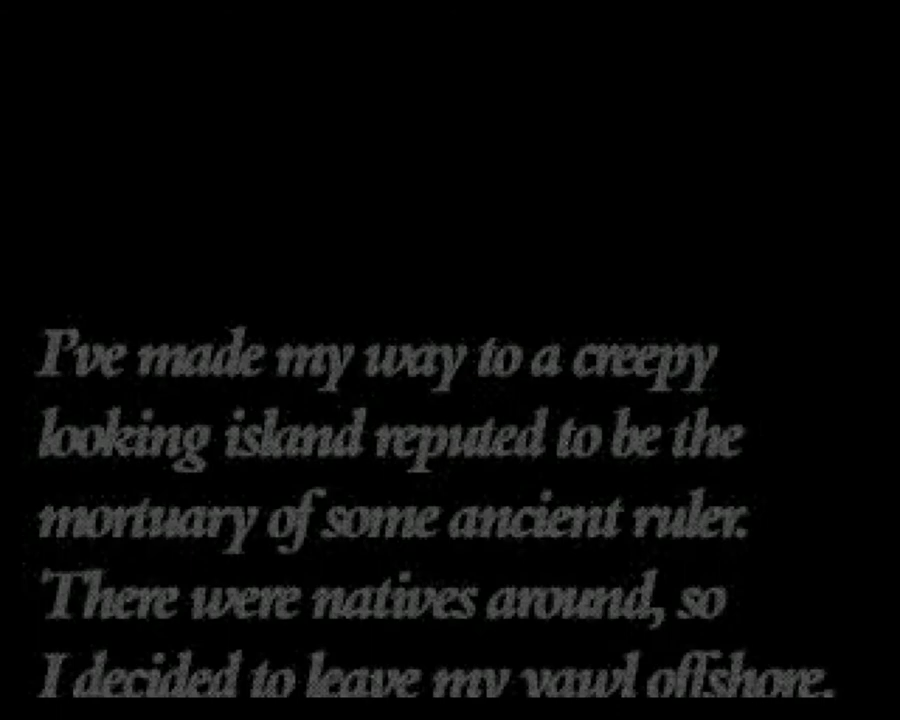 I've made my way to a creepy
looking island reputed to be the
mortuary of some ancient ruler.
There were natives around, so
I decided to leave my yawl offshore.